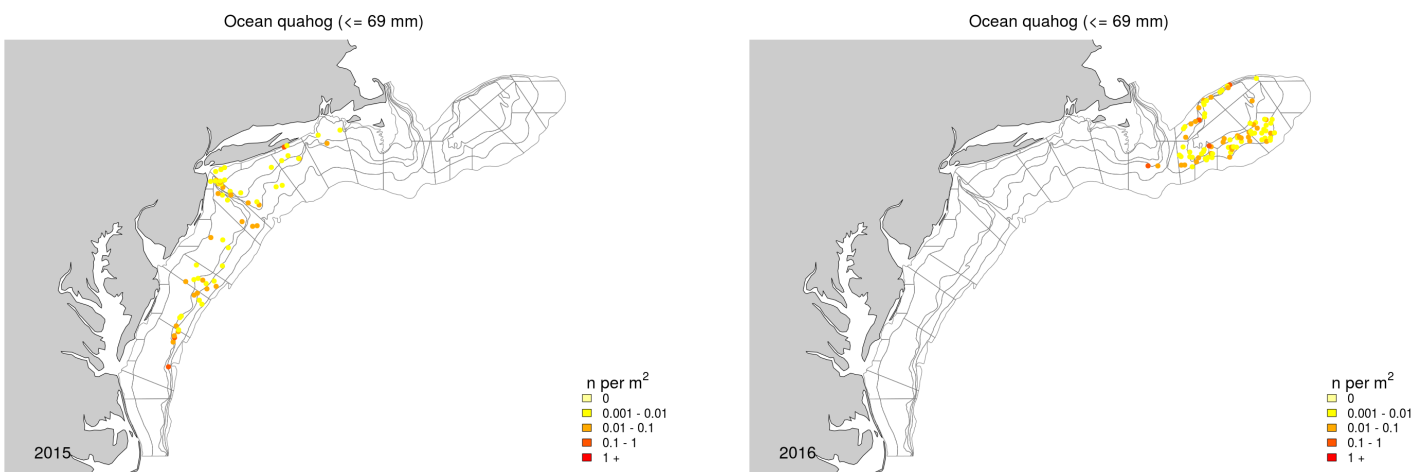 Ocean quahog (<= 69 mm)
n per m²
0
0.001 - 0.01
0.01 - 0.1
0.1 - 1
1 +
2015
Ocean quahog (<= 69 mm)
n per m²
0
0.001 - 0.01
0.01 - 0.1
0.1 - 1
1 +
2016